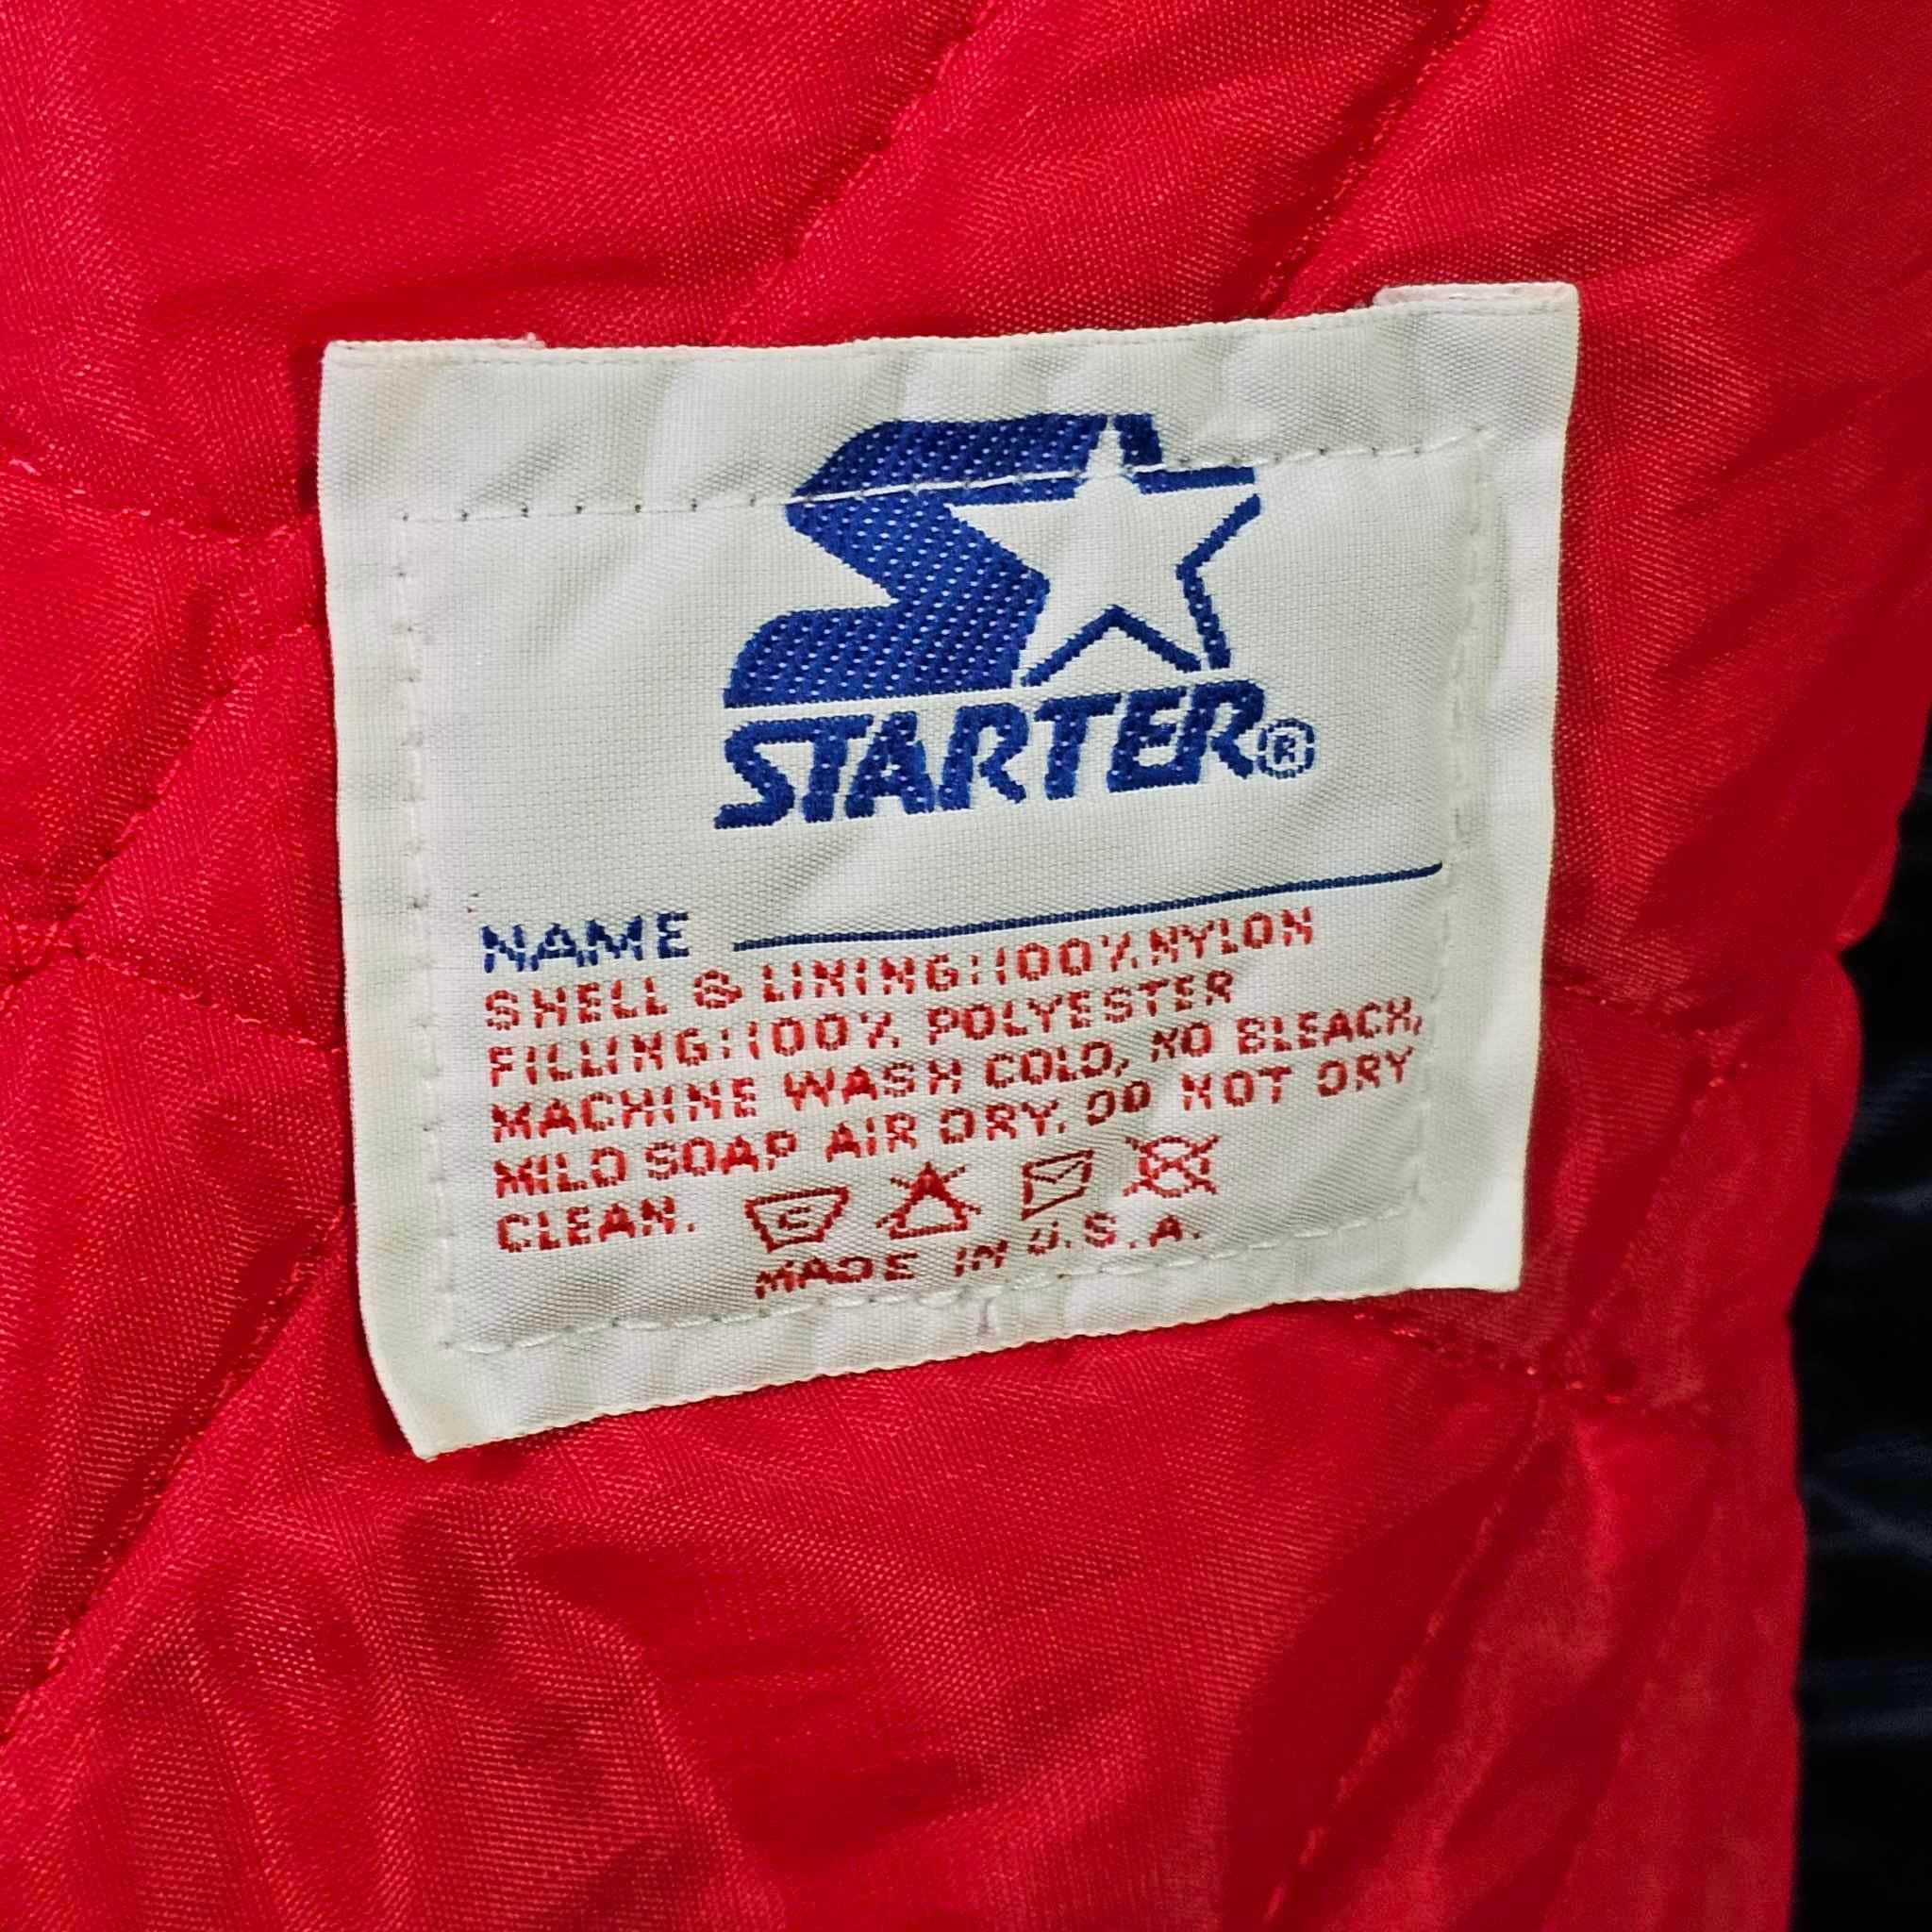 STARTER®
NAME
SHELL & LINING:100% NYLON
FILLING:100% POLYESTER
MACHINE WASH COLD, NO BLEACH,
MILD SOAP AIR DRY. DO NOT DRY
CLEAN.
MADE IN U.S.A.